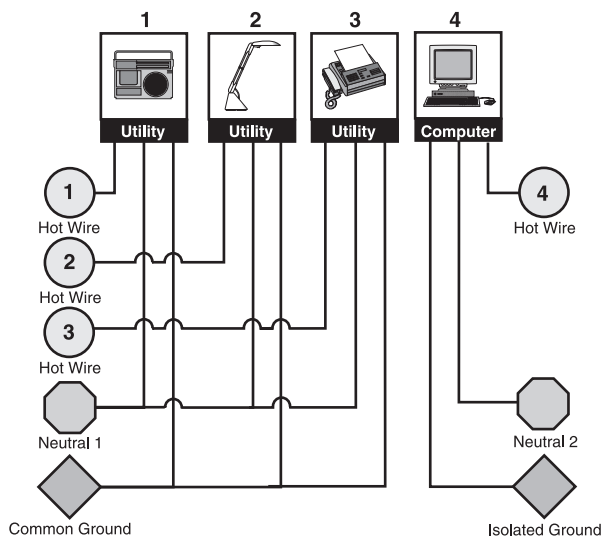 1 2 3 4
Utility Utility Utility Computer
1
Hot Wire
4
Hot Wire
2
Hot Wire
3
Hot Wire
Neutral 1
Neutral 2
Common Ground
Isolated Ground